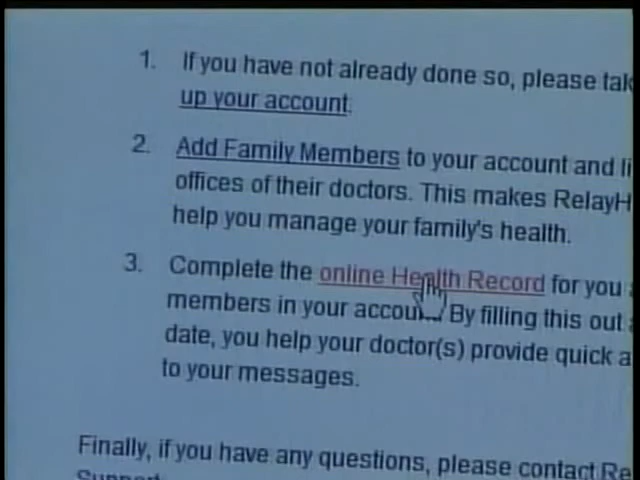 1. If you have not already done so, please tak
up your account.
2. Add Family Members to your account and li
offices of their doctors. This makes RelayH
help you manage your family's health.
3. Complete the online Health Record for you a
members in your account. By filling this out a
date, you help your doctor(s) provide quick a
to your messages.
Finally, if you have any questions, please contact Re
Support